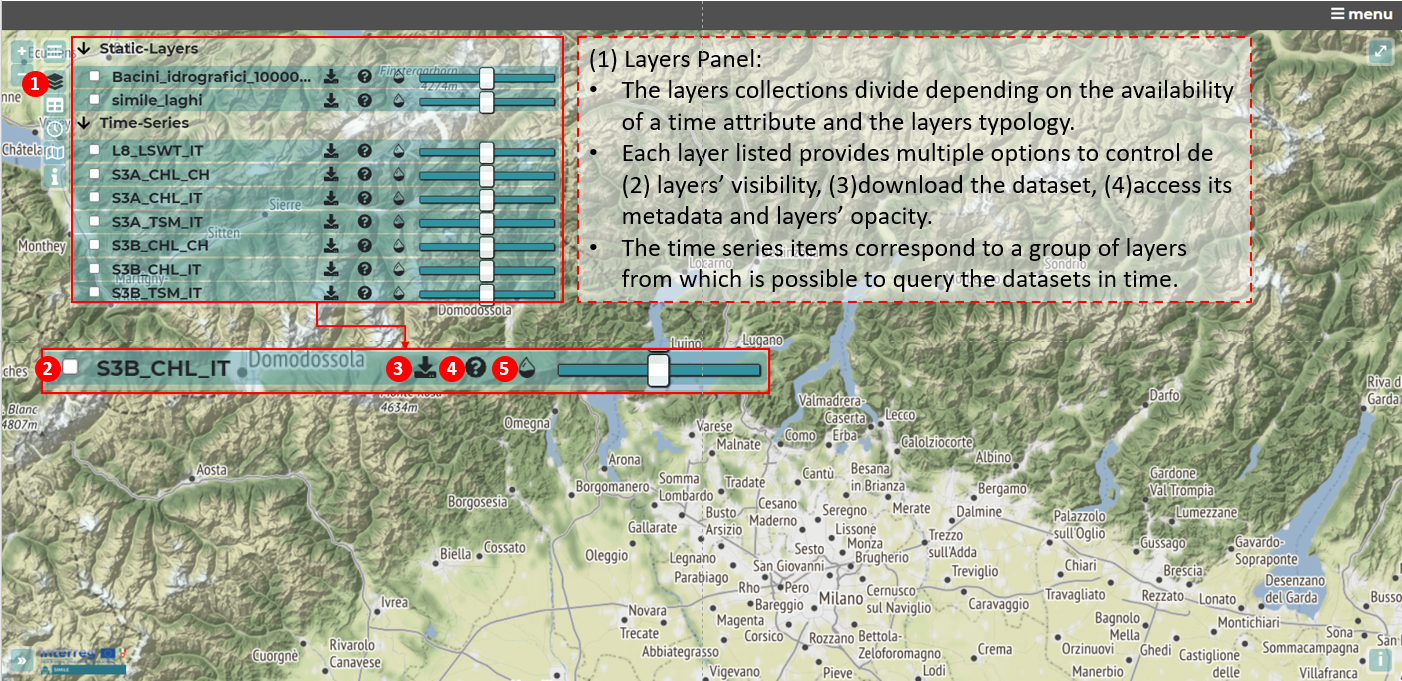 menu
Static-Layers
Bacini_idrografici_10000...
simile_laghi
Time-Series
L8_LSWT_IT
S3A_CHL_CH
S3A_CHL_IT
S3A_TSM_IT
S3B_CHL_CH
S3B_CHL_IT
S3B_TSM_IT
1
(1) Layers Panel:
• The layers collections divide depending on the availability
of a time attribute and the layers typology.
• Each layer listed provides multiple options to control de
(2) layers’ visibility, (3)download the dataset, (4)access its
metadata and layers’ opacity.
• The time series items correspond to a group of layers
from which is possible to query the datasets in time.
Finsteraarhorn
4274m
Sierre
Sitten
Monthey
Martigny-
Locarno
Sondrio
Domodossola
Luino
Lugano
2
S3B_CHL_IT
Domodossola
3
4
5
ches
Blanc
4807m
Monte Rosa
4634m
Omegna
Varese
Malnate
Valmadrera-
Caserta
Erba
Lecco
Como
Calolziocorte
Darfo
Riva d
Garda
Albino
Aosta
Arona
Borgomanero
Borgosesia
Somma
Lombardo
Tradate
Cantù
Besana
in Brianza
Bergamo
Gardone
Val Trompia
Lumezzane
Busto
Arsizio
Cesano
Maderno
Seregno
Merate
Dalmine
Palazzolo
sull'Oglio
Gallarate
Lissone
Monza
Brugherio
Trezzo
sull'Adda
Gussago
Gavardo-
Sopraponte
Biella
Cossato
Oleggio
Legnano
Parabiago
Sesto
San Giovanni
Treviglio
Chiari
Brescia
Desenzano
del Garda
Rho
Pero
Cernusco
sul Naviglio
Caravaggio
Travagliato
Rezzato
Lonato
Busso
Ivrea
Novara
Bareggio
Milano
Magenta
Corsico
Trecate
Abbiategrasso
Rozzano
Bettola-
Zeloforomagno
Bagnolo
Mella
Montichiari
Sona
San
Cuorgnè
Rivarolo
Canavese
Vigevano
Pieve
Lodi
Crema
Orzinuovi
Manerbio
Ghedi
Castiglione
delle
Sommacampagna
Villafranca
Interreg
SIMILE